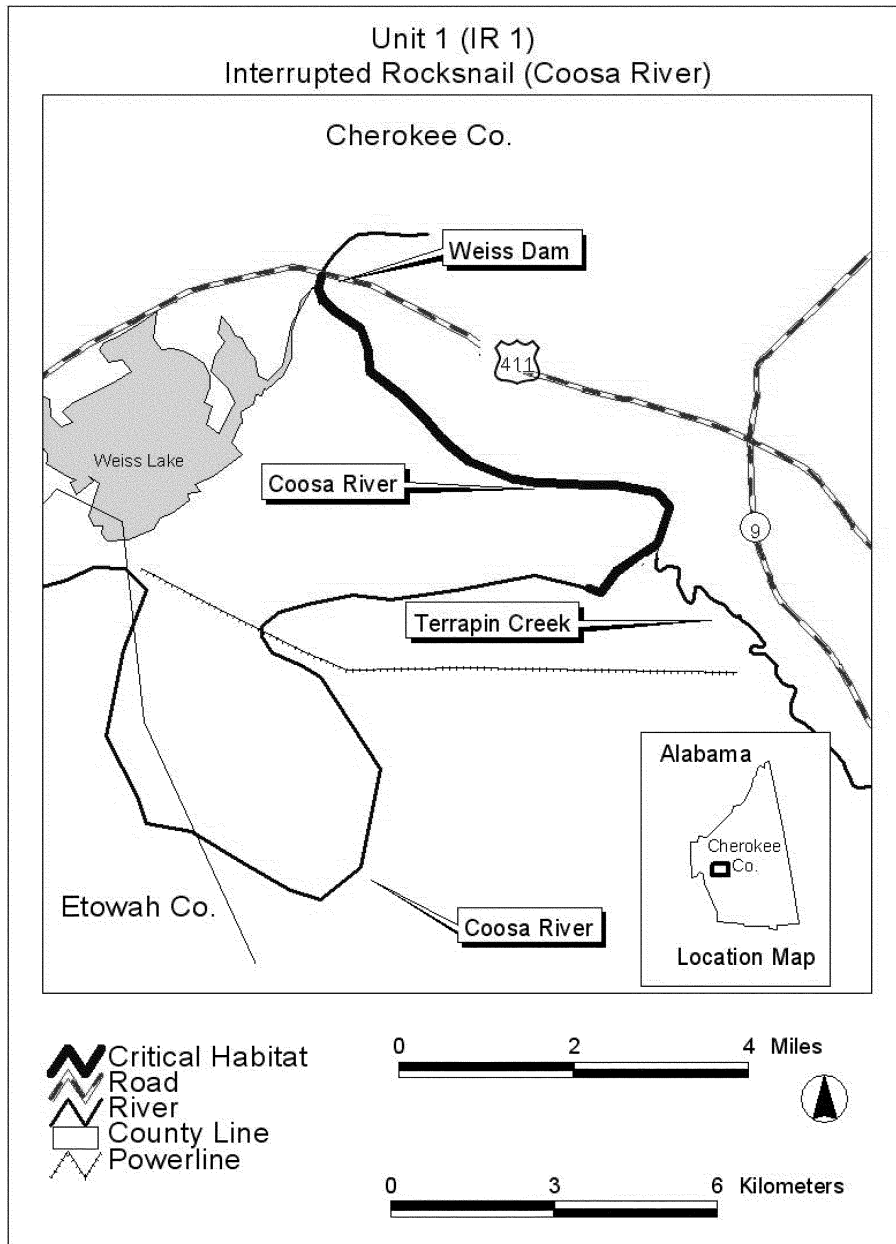 Unit 1 (IR 1)
Interrupted Rocksnail (Coosa River)
Cherokee Co.
Weiss Dam
411
Weiss Lake
Coosa River
9
Terrapin Creek
Alabama
Cherokee
Co.
Location Map
Etowah Co.
Coosa River
Critical Habitat
Road
River
County Line
Powerline
0 2 4 Miles
0 3 6 Kilometers